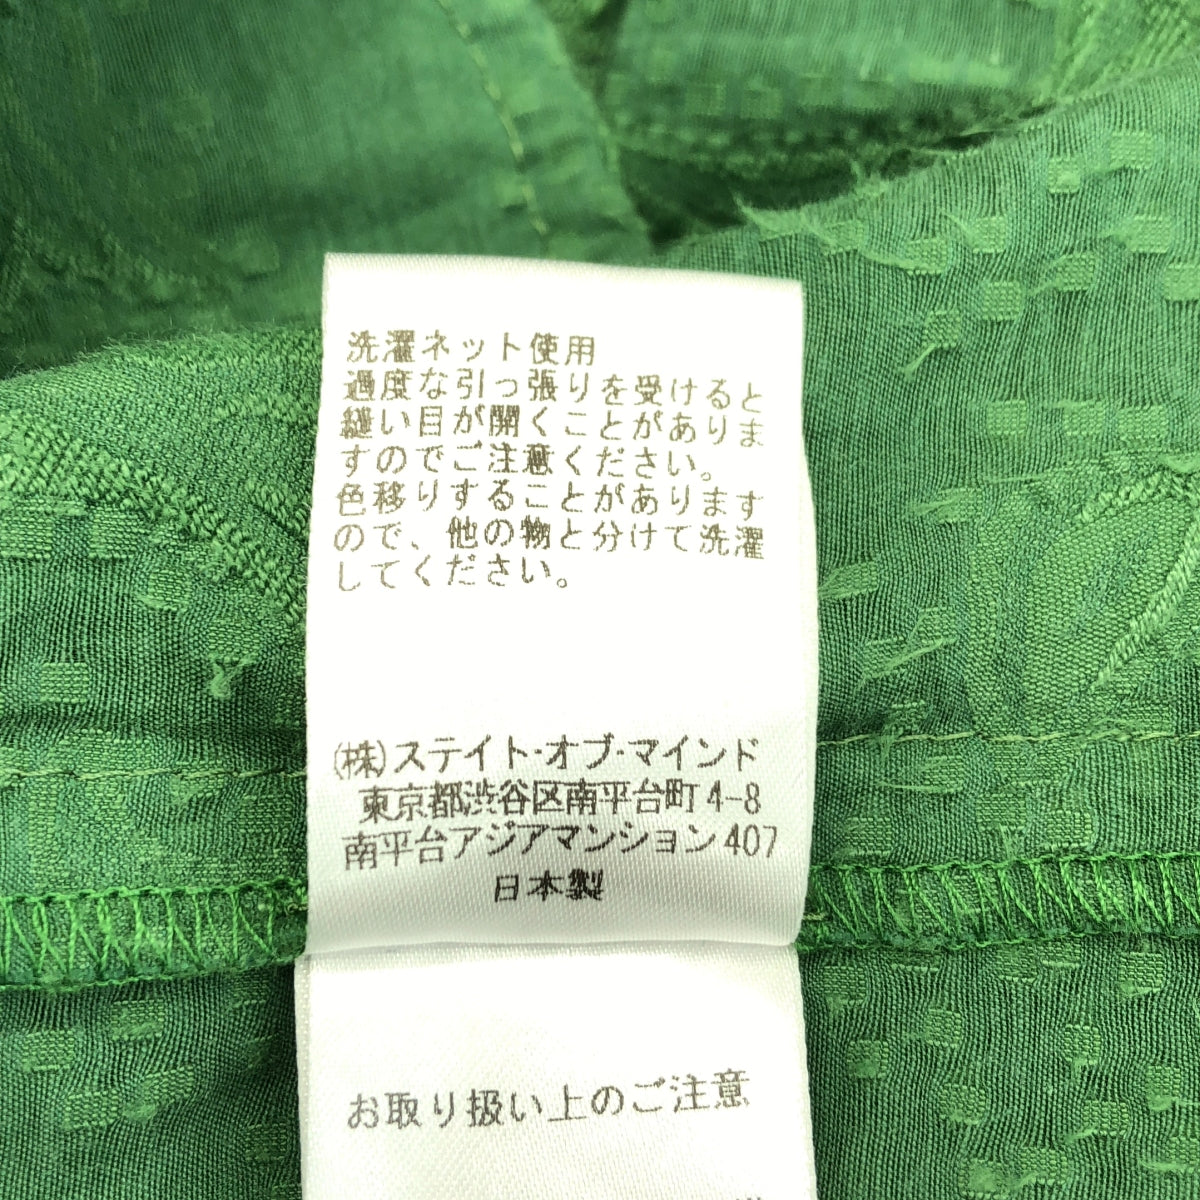 洗濯ネット使用
過度な引っ張りを受けると
縫い目が開くことがありま
すのでご注意ください。
色移りすることがあります
ので、他の物と分けて洗濯
してください。
(株)ステイト・オブ・マインド
東京都渋谷区南平台町4-8
南平台アジアマンション407
日本製
お取り扱い上のご注意